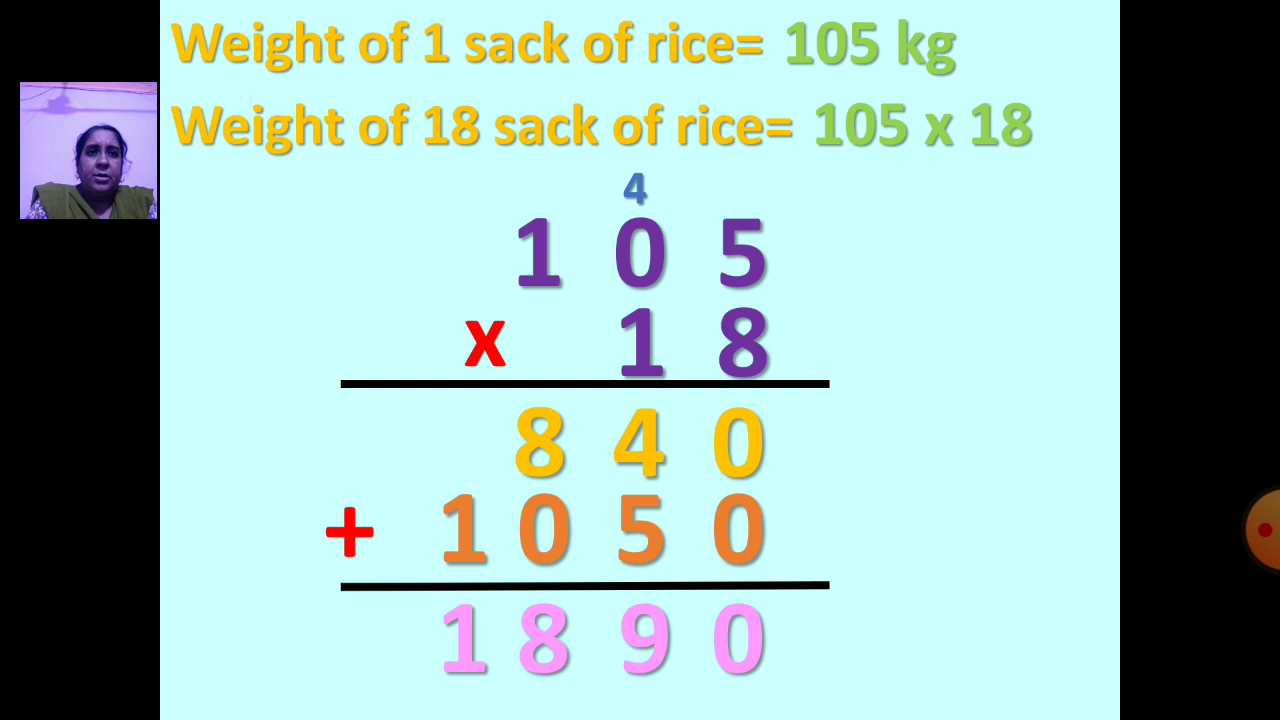 Weight of 1 sack of rice= 105 kg
Weight of 18 sack of rice= 105 x 18
4
1 0 5
x 1 8
8 4 0
+ 1 0 5 0
1 8 9 0